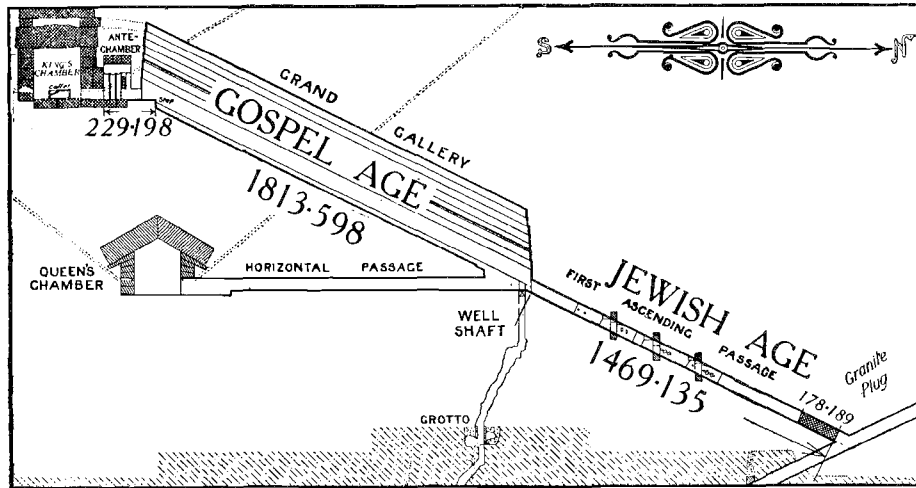 ANTE-
CHAMBER
KING'S
CHAMBER
Coffer
STEP
229·198
S
N
GRAND
GALLERY
GOSPEL AGE
1813·598
QUEEN'S
CHAMBER
HORIZONTAL PASSAGE
WELL
SHAFT
FIRST
ASCENDING
PASSAGE
JEWISH AGE
1469·135
Granite
Plug
178·189
GROTTO